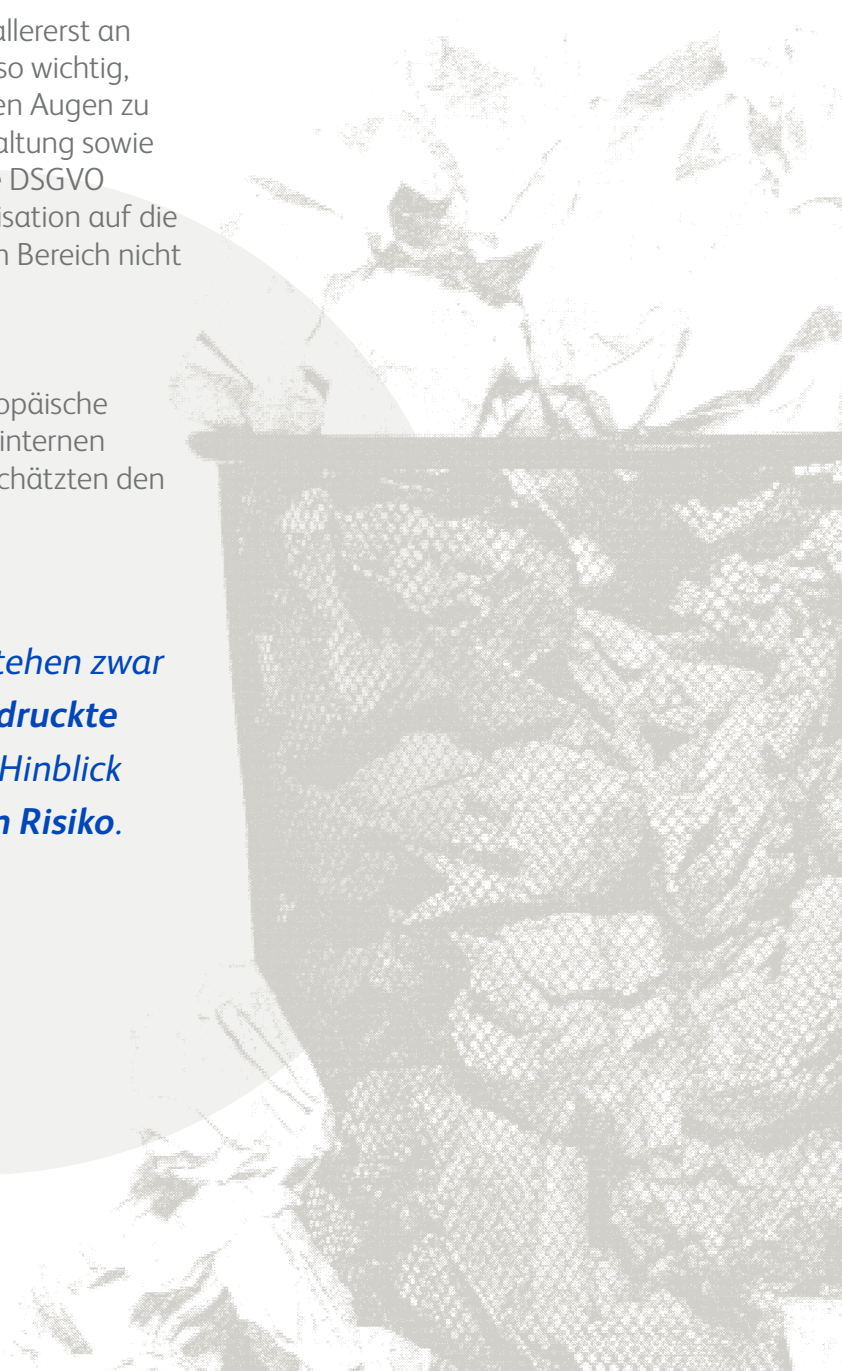 allererst an
so wichtig,
en Augen zu
altung sowie
DSGVO
isation auf die
n Bereich nicht
opäische
internen
chätzten den
tehen zwar
druckte
Hinblick
n Risiko.